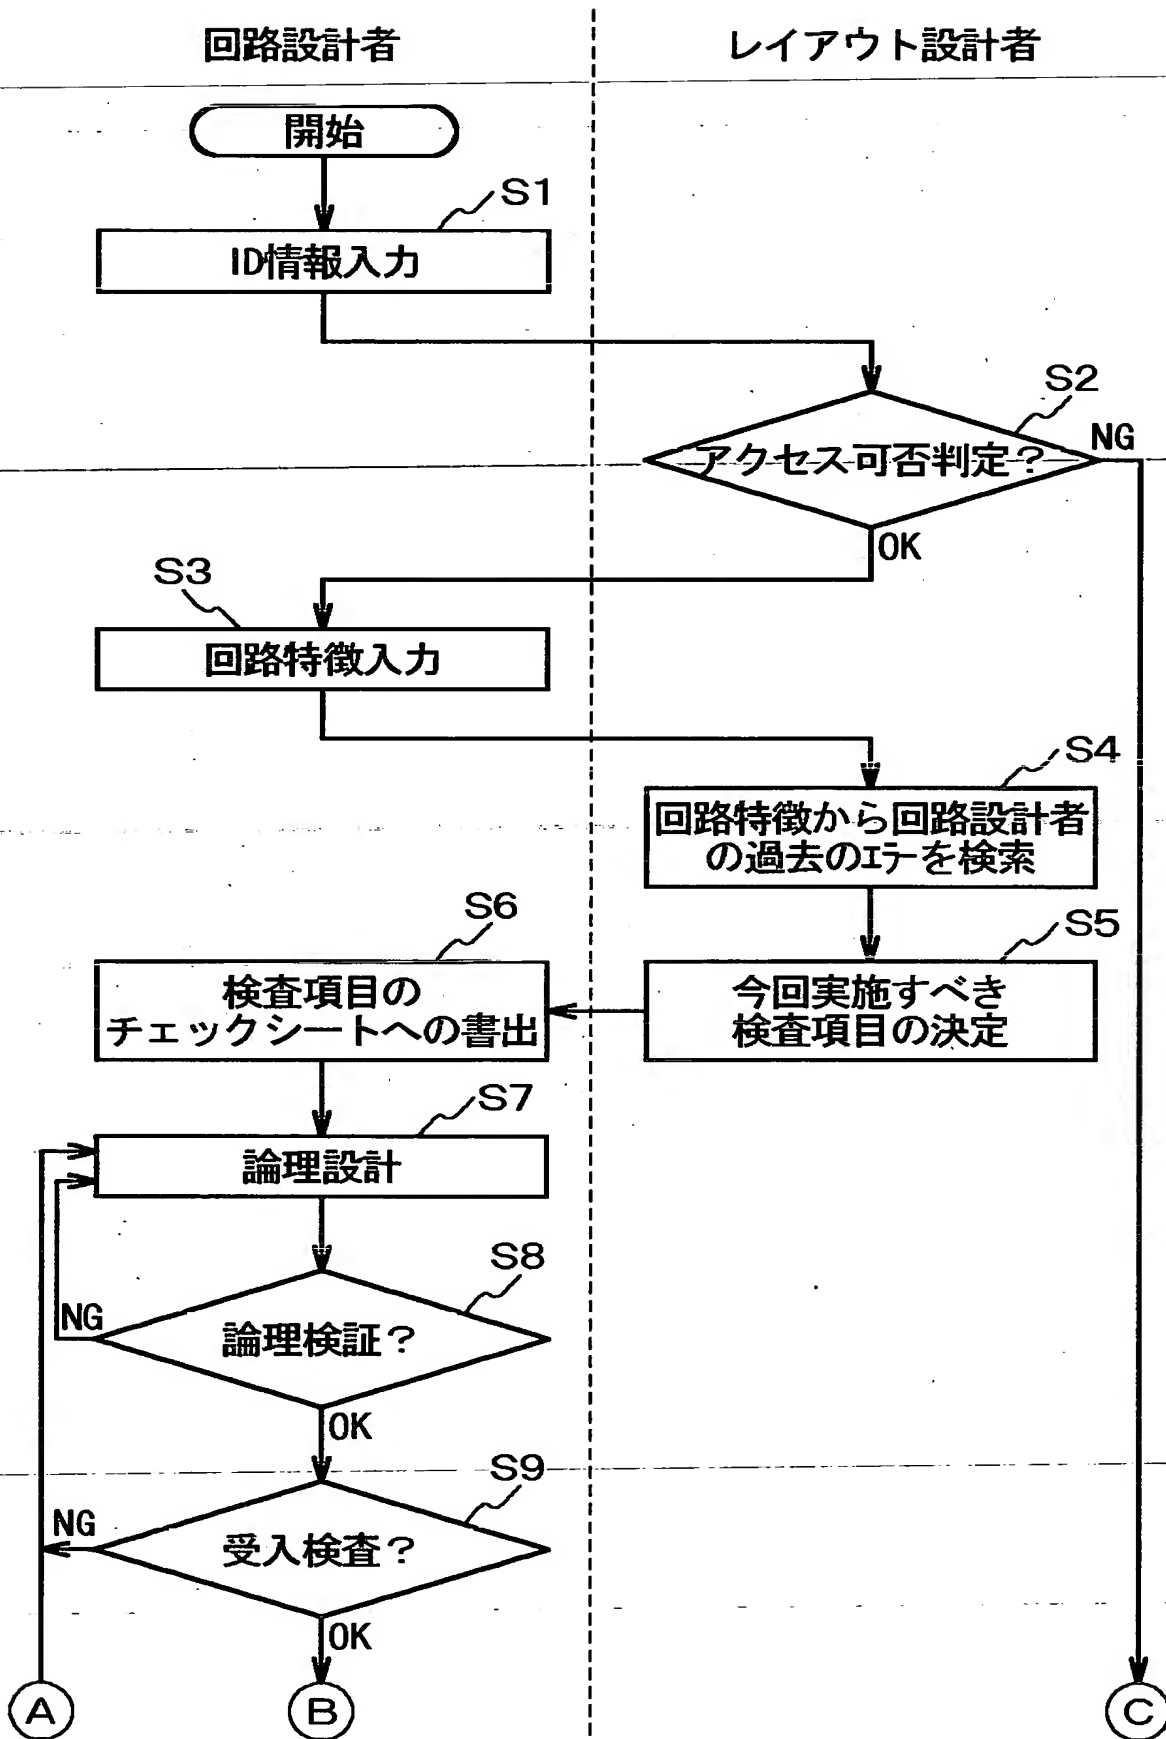 回路設計者
レイアウト設計者
開始
S1
ID情報入力
S2
アクセス可否判定？
NG
OK
S3
回路特徴入力
S4
回路特徴から回路設計者
の過去のｴﾗｰを検索
S5
今回実施すべき
検査項目の決定
S6
検査項目の
チェックシートへの書出
S7
論理設計
S8
論理検証？
NG
OK
S9
受入検査？
NG
OK
A
B
C